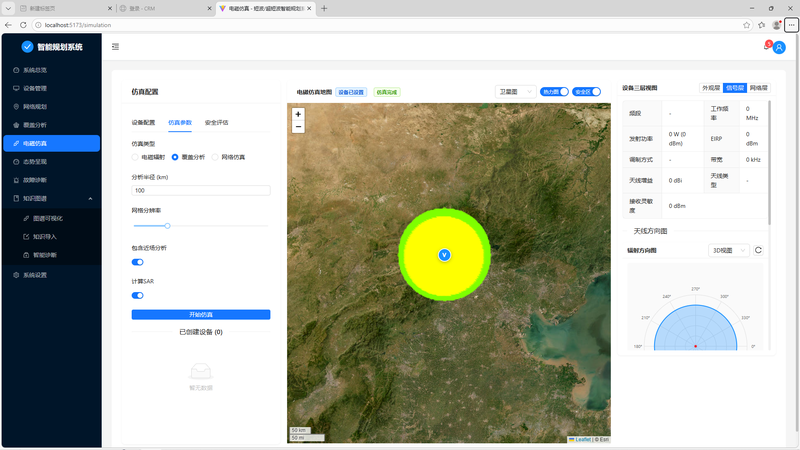 新建标签页
登录 - CRM
电磁仿真 - 短波/超短波智能规划系
localhost:5173/simulation
智能规划系统
系统总览
设备管理
网络规划
覆盖分析
电磁仿真
态势呈现
故障诊断
知识图谱
图谱可视化
知识导入
智能诊断
系统设置
仿真配置
设备配置 仿真参数 安全评估
仿真类型
电磁辐射 覆盖分析 网络仿真
分析半径 (km)
100
网格分辨率
包含近场分析
计算SAR
开始仿真
已创建设备 (0)
暂无数据
电磁仿真地图 设备已设置 仿真完成 卫星图 热力图 安全区
+
−
V
50 km
50 mi
Leaflet | © Esri
设备三层视图 外观层 信号层 网络层
频段 - 工作频率 0 MHz
发射功率 0 W (0 dBm) EIRP 0 dBm
调制方式 - 带宽 0 kHz
天线增益 0 dBi 天线类型 -
接收灵敏度 0 dBm
天线方向图
辐射方向图 3D视图
270°
240° 300°
210° 330°
180° 0°